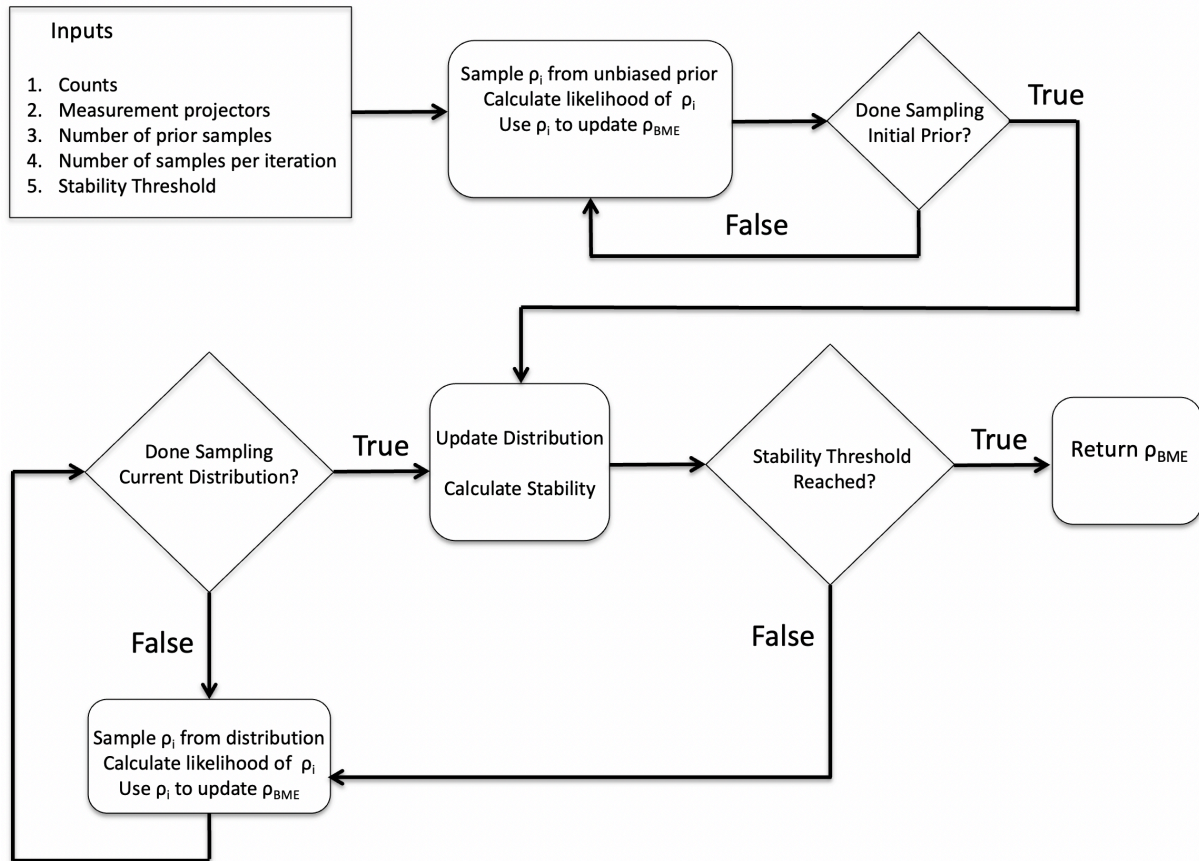 Inputs
1. Counts
2. Measurement projectors
3. Number of prior samples
4. Number of samples per iteration
5. Stability Threshold
Sample ρᵢ from unbiased prior
Calculate likelihood of ρᵢ
Use ρᵢ to update ρBME
Done Sampling
Initial Prior?
True
False
Done Sampling
Current Distribution?
True
False
Update Distribution
Calculate Stability
Stability Threshold
Reached?
True
False
Return ρBME
Sample ρᵢ from distribution
Calculate likelihood of ρᵢ
Use ρᵢ to update ρBME